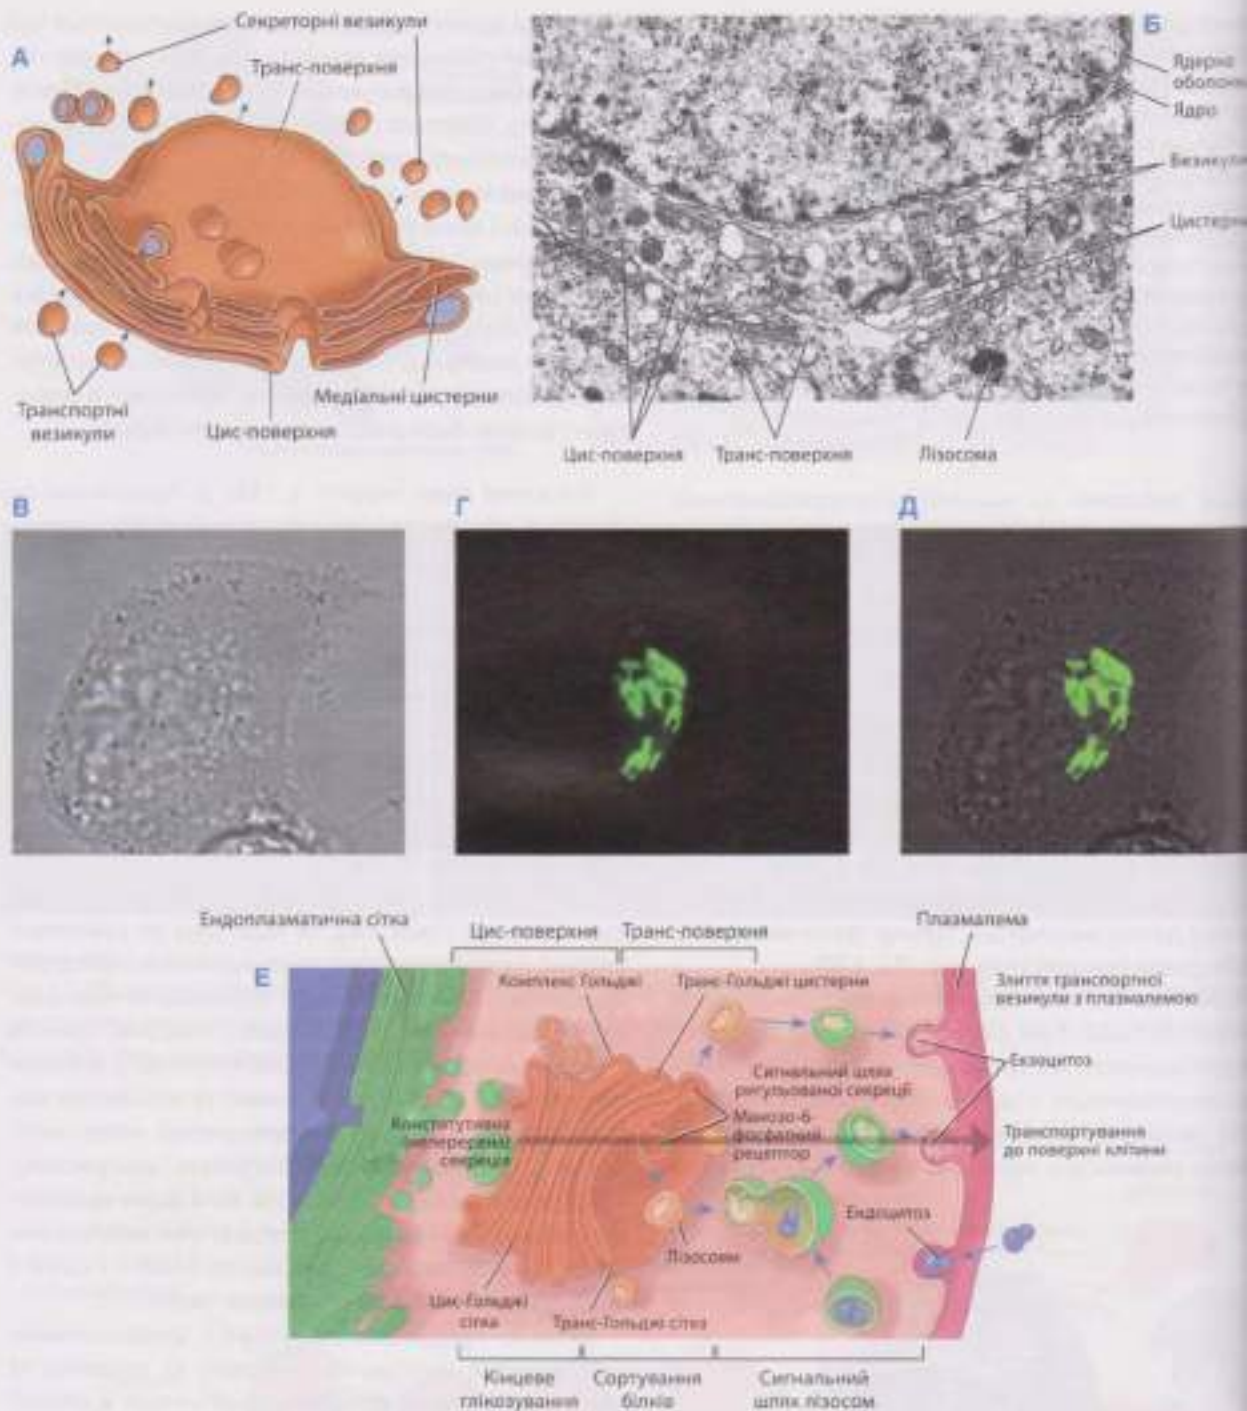 А
Секреторні везикули
Транс-поверхня
Транспортні
везикули
Цис-поверхня
Медіальні цистерни
Б
Ядерна
оболон
Ядро
Везикули
Цистерн
Цис-поверхня
Транс-поверхня
Лізосома
В
Г
Д
Ендоплазматична сітка
Цис-поверхня
Транс-поверхня
Плазмалема
Е
Комплекс Гольджі
Транс-Гольджі цистерни
Злиття транспортної
везикули з плазмалемою
Екзоцитоз
Сигнальний шлях
регульованої секреції
Манозо-6-
фосфатний
рецептор
Конститутивна
секреція
Транспортування
до поверхні клітини
Ендоцитоз
Лізосоми
Цис-Гольджі
сітка
Транс-Гольджі сітка
Кінцеве
глікозування
Сортування
білків
Сигнальний
шлях лізосом